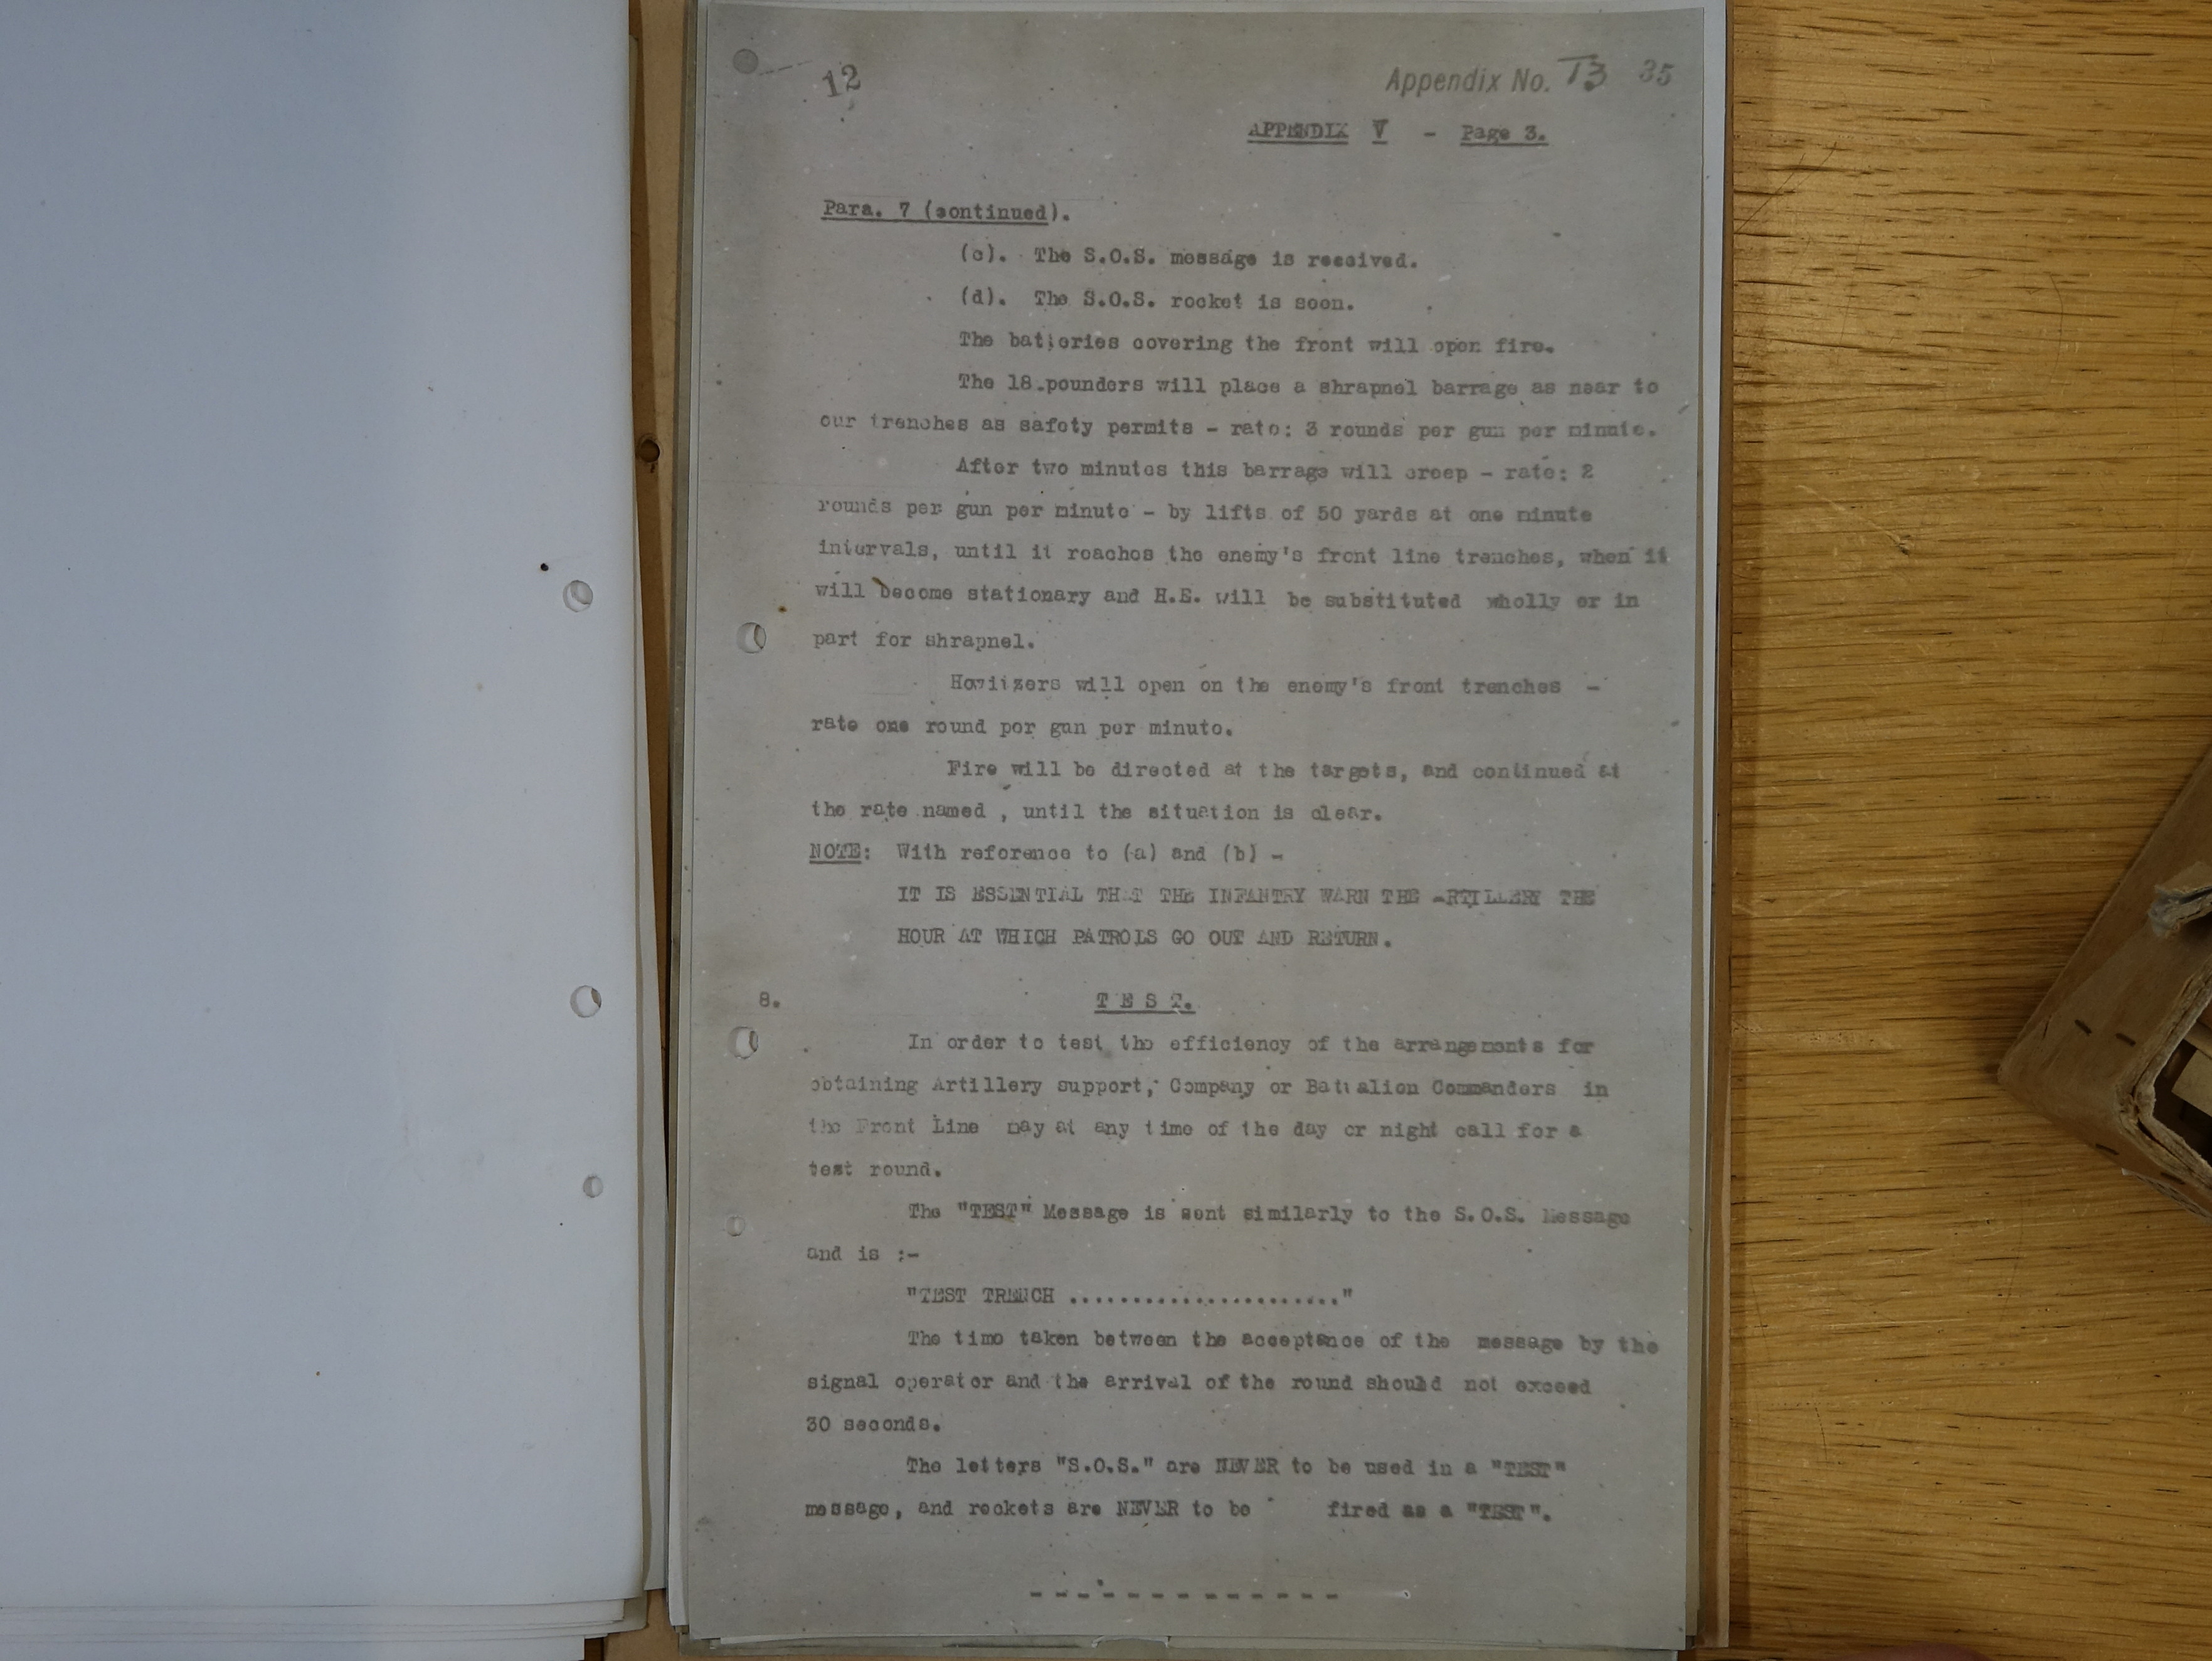 12
Appendix No. T3 35
APPENDIX V - Page 3.
Para. 7 (continued).
(c). The S.O.S. message is received.
(d). The S.O.S. rocket is seen.
The batteries covering the front will open fire.
The 18-pounders will place a shrapnel barrage as near to
our trenches as safety permits - rate: 3 rounds per gun per minute.
After two minutes this barrage will creep - rate: 2
rounds per gun per minute - by lifts of 50 yards at one minute
intervals, until it reaches the enemy's front line trenches, when it
will become stationary and H.E. will be substituted wholly or in
part for shrapnel.
Howitzers will open on the enemy's front trenches -
rate one round per gun per minute.
Fire will be directed at the targets, and continued at
the rate named , until the situation is clear.
NOTE: With reference to (a) and (b) -
IT IS ESSENTIAL THAT THE INFANTRY WARN THE ARTILLERY THE
HOUR AT WHICH PATROLS GO OUT AND RETURN.
8. T E S T.
In order to test the efficiency of the arrangements for
obtaining Artillery support, Company or Battalion Commanders in
the Front Line may at any time of the day or night call for a
test round.
The "TEST" Message is sent similarly to the S.O.S. Message
and is :-
"TEST TRENCH ......................"
The time taken between the acceptance of the message by the
signal operator and the arrival of the round should not exceed
30 seconds.
The letters "S.O.S." are NEVER to be used in a "TEST"
message, and rockets are NEVER to be fired as a "TEST".
- - - - - - - - - - - - -